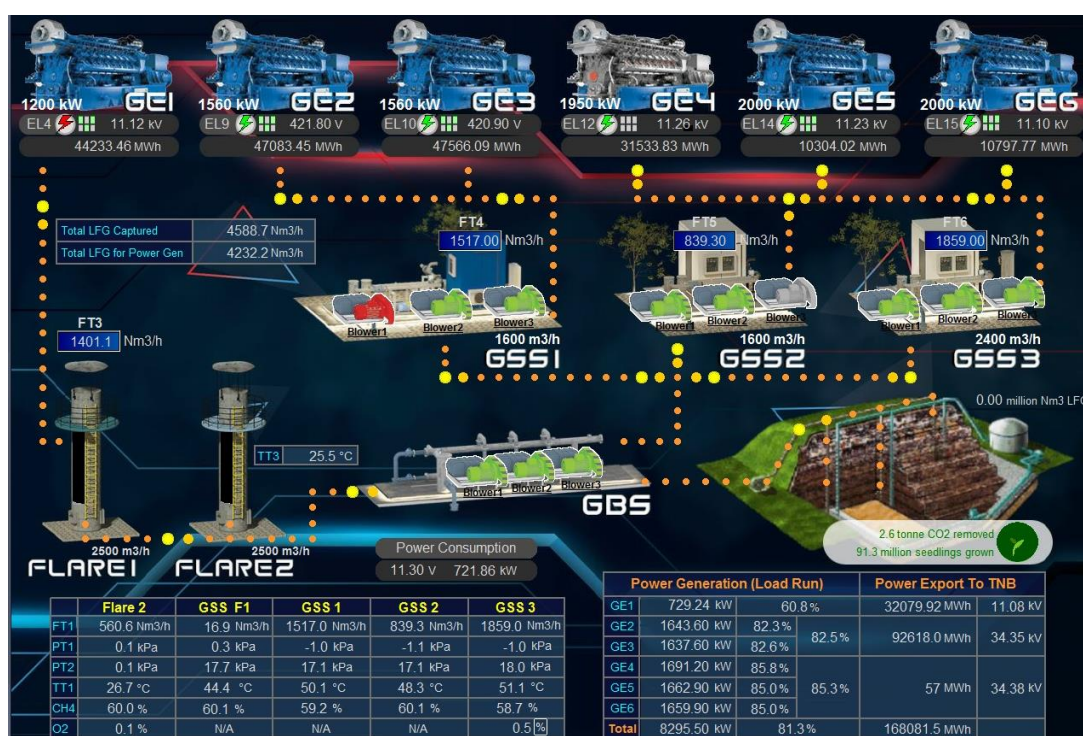 1200 kW GE1 1560 kW GE2 1560 kW GE3 1950 kW GE4 2000 kW GE5 2000 kW GE6
EL4 11.12 kV EL9 421.80 V EL10 420.90 V EL12 11.26 kV EL14 11.23 kV EL15 11.10 kV
44233.46 MWh 47083.45 MWh 47566.09 MWh 31533.83 MWh 10304.02 MWh 10797.77 MWh
Total LFG Captured 4588.7 Nm3/h
Total LFG for Power Gen 4232.2 Nm3/h
FT4
1517.00 Nm3/h
Blower1 Blower2 Blower3
1600 m3/h
GSS1
FT5
839.30 Nm3/h
Blower1 Blower2 Blower3
1600 m3/h
GSS2
FT6
1859.00 Nm3/h
Blower1 Blower2
2400 m3/h
GSS3
FT3
1401.1 Nm3/h
0.00 million Nm3 LFG
TT3 25.5 °C
Blower1 Blower2 Blower3
GBS
2500 m3/h
FLARE1
2500 m3/h
FLARE2
Power Consumption
11.30 V 721.86 kW
2.6 tonne CO2 removed
91.3 million seedlings grown
Flare 2 GSS F1 GSS 1 GSS 2 GSS 3
FT1 560.6 Nm3/h 16.9 Nm3/h 1517.0 Nm3/h 839.3 Nm3/h 1859.0 Nm3/h
PT1 0.1 kPa 0.3 kPa -1.0 kPa -1.1 kPa -1.0 kPa
PT2 0.1 kPa 17.7 kPa 17.1 kPa 17.1 kPa 18.0 kPa
TT1 26.7 °C 44.4 °C 50.1 °C 48.3 °C 51.1 °C
CH4 60.0 % 60.1 % 59.2 % 60.1 % 58.7 %
O2 0.1 % N/A N/A N/A 0.5 %
Power Generation (Load Run) Power Export To TNB
GE1 729.24 kW 60.8% 32079.92 MWh 11.08 kV
GE2 1643.60 kW 82.3% 82.5% 92618.0 MWh 34.35 kV
GE3 1637.60 kW 82.6%
GE4 1691.20 kW 85.8%
GE5 1662.90 kW 85.0% 85.3% 57 MWh 34.38 kV
GE6 1659.90 kW 85.0%
Total 8295.50 kW 81.3% 168081.5 MWh